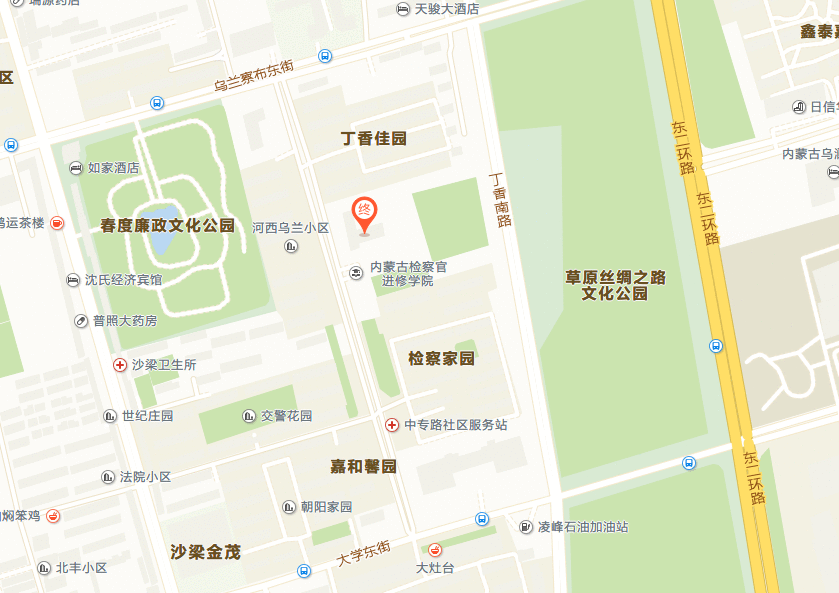 瑞源药店
天骏大酒店
鑫泰嘉
区
乌兰察布东街
日信华
丁香佳园
东二环路
内蒙古乌海
如家酒店
丁香南路
终
东二环路
鸿运茶楼
春度廉政文化公园
河西乌兰小区
内蒙古检察官
进修学院
草原丝绸之路
文化公园
沈氏经济宾馆
普照大药房
检察家园
沙梁卫生所
世纪庄园
交警花园
中专路社区服务站
嘉和馨园
法院小区
东二环路
朝阳家园
焖笨鸡
凌峰石油加油站
沙梁金茂
大学东街
北丰小区
大灶台